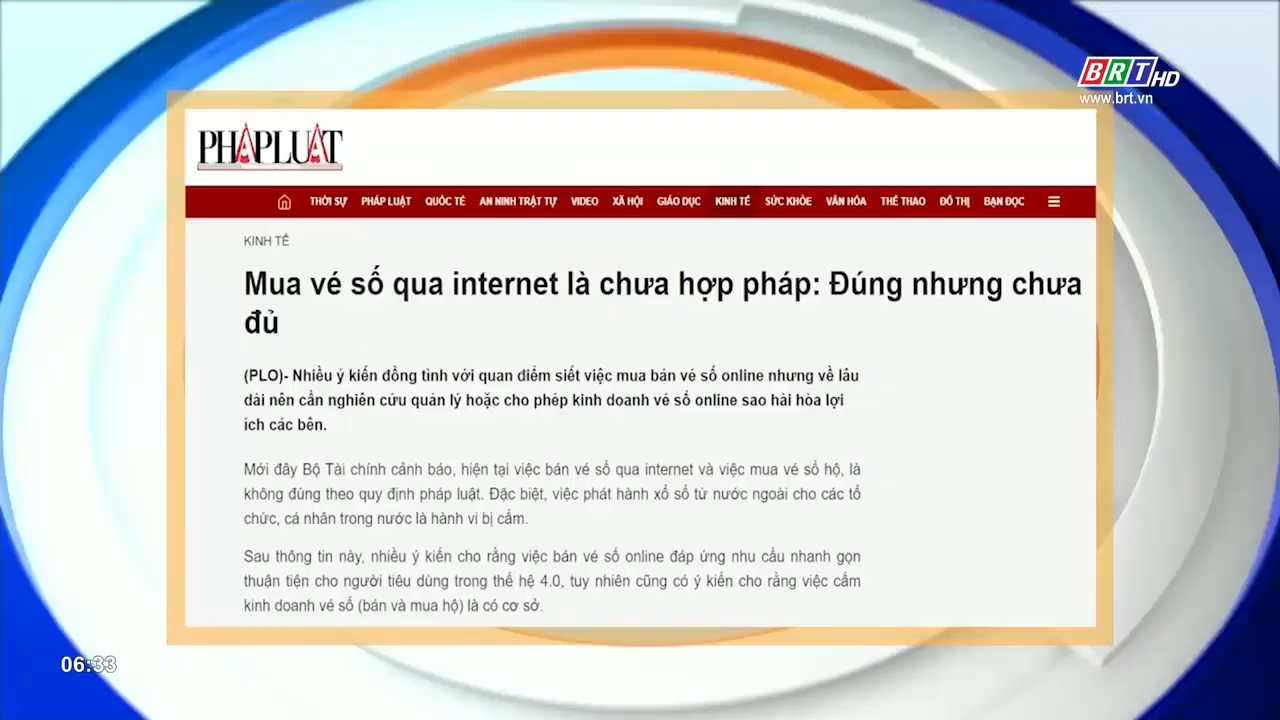 BRT HD
www.brt.vn
PHÁP LUẬT
THỜI SỰ PHÁP LUẬT QUỐC TẾ AN NINH TRẬT TỰ VIDEO XÃ HỘI GIÁO DỤC KINH TẾ SỨC KHỎE VĂN HÓA THỂ THAO ĐÔ THỊ BẠN ĐỌC
KINH TẾ
Mua vé số qua internet là chưa hợp pháp: Đúng nhưng chưa
đủ
(PLO)- Nhiều ý kiến đồng tình với quan điểm siết việc mua bán vé số online nhưng về lâu
dài nên cần nghiên cứu quản lý hoặc cho phép kinh doanh vé số online sao hài hòa lợi
ích các bên.
Mới đây Bộ Tài chính cảnh báo, hiện tại việc bán vé số qua internet và việc mua vé số hộ, là
không đúng theo quy định pháp luật. Đặc biệt, việc phát hành xổ số từ nước ngoài cho các tổ
chức, cá nhân trong nước là hành vi bị cấm.
Sau thông tin này, nhiều ý kiến cho rằng việc bán vé số online đáp ứng nhu cầu nhanh gọn
thuận tiện cho người tiêu dùng trong thế hệ 4.0, tuy nhiên cũng có ý kiến cho rằng việc cấm
kinh doanh vé số (bán và mua hộ) là có cơ sở.
06:33